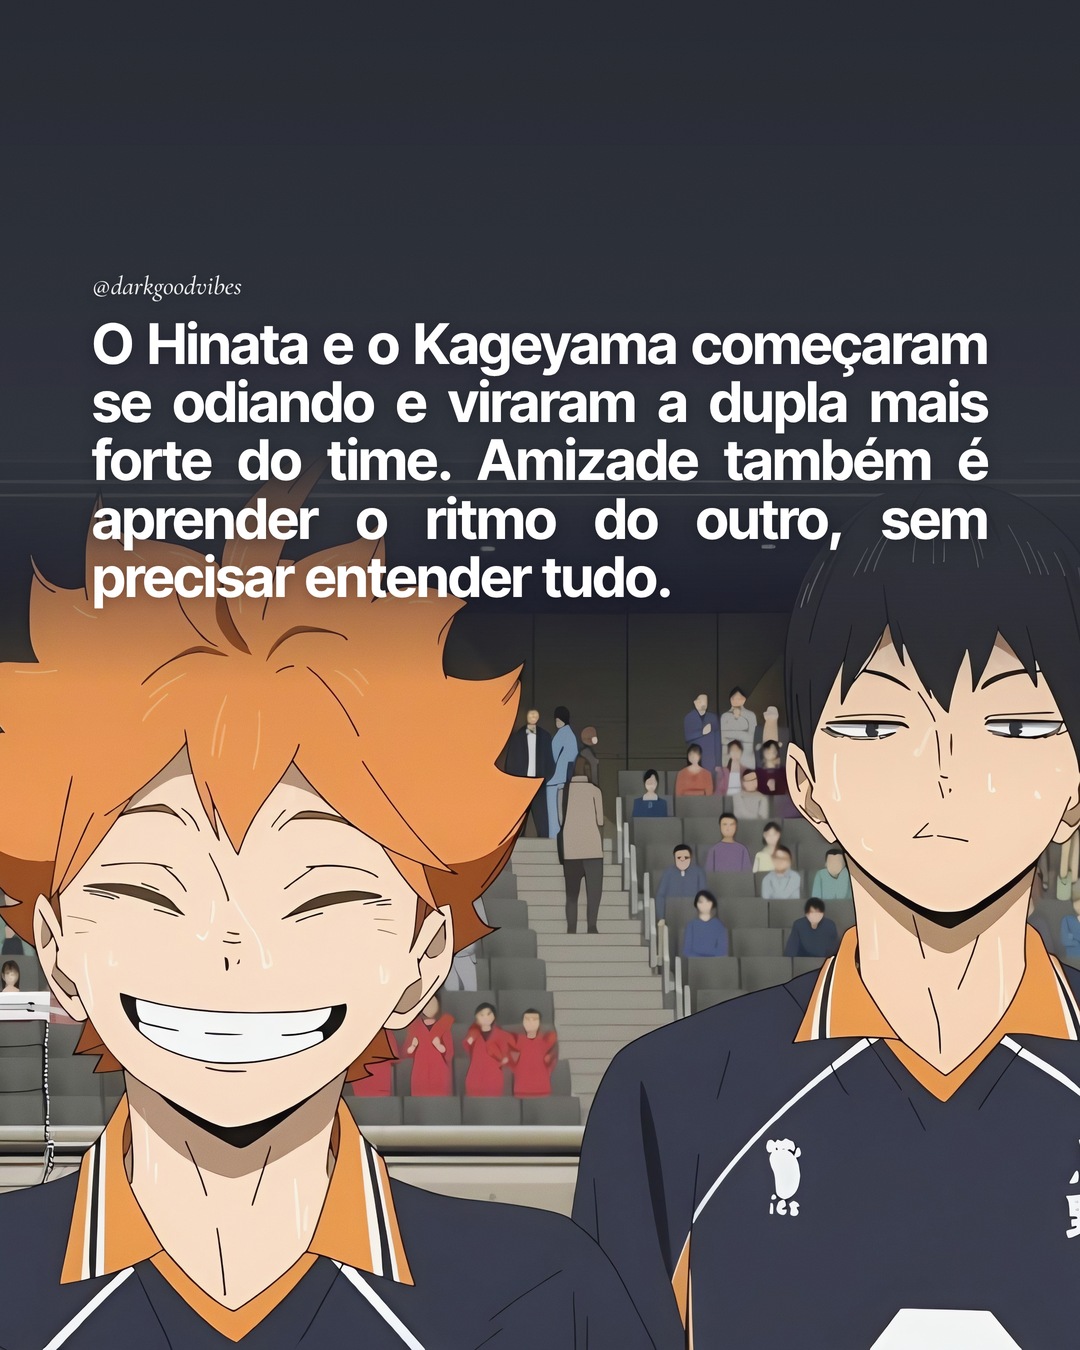 @darkgoodvibes
O Hinata e o Kageyama começaram
se odiando e viraram a dupla mais
forte do time. Amizade também é
aprender o ritmo do outro, sem
precisar entender tudo.